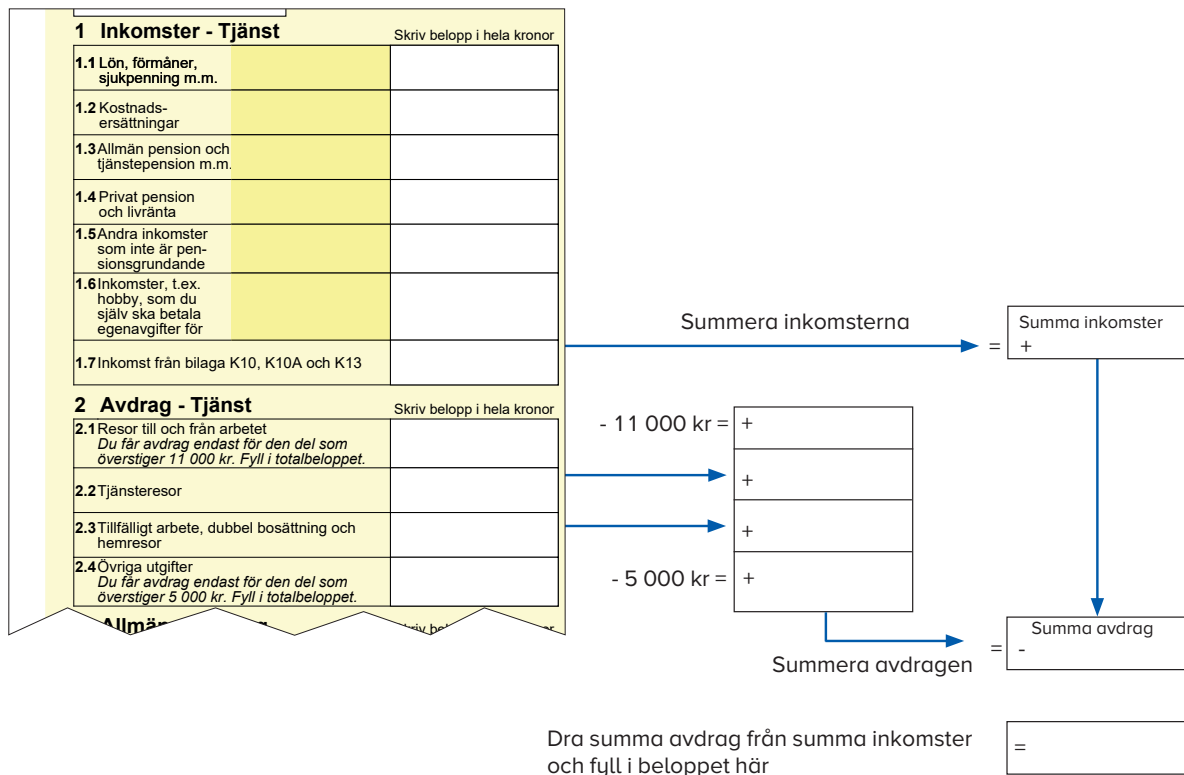 1 Inkomster - Tjänst
Skriv belopp i hela kronor
1.1 Lön, förmåner,
sjukpenning m.m.
1.2 Kostnads-
ersättningar
1.3 Allmän pension och
tjänstepension m.m.
1.4 Privat pension
och livränta
1.5 Andra inkomster
som inte är pen-
sionsgrundande
1.6 Inkomster, t.ex.
hobby, som du
själv ska betala
egenavgifter för
1.7 Inkomst från bilaga K10, K10A och K13
Summera inkomsterna
=
Summa inkomster
+
2 Avdrag - Tjänst
Skriv belopp i hela kronor
2.1 Resor till och från arbetet
Du får avdrag endast för den del som
överstiger 11 000 kr. Fyll i totalbeloppet.
- 11 000 kr = +
2.2 Tjänsteresor
+
2.3 Tillfälligt arbete, dubbel bosättning och
hemresor
+
2.4 Övriga utgifter
Du får avdrag endast för den del som
överstiger 5 000 kr. Fyll i totalbeloppet.
- 5 000 kr = +
Summera avdragen
=
Summa avdrag
-
Dra summa avdrag från summa inkomster
och fyll i beloppet här
=